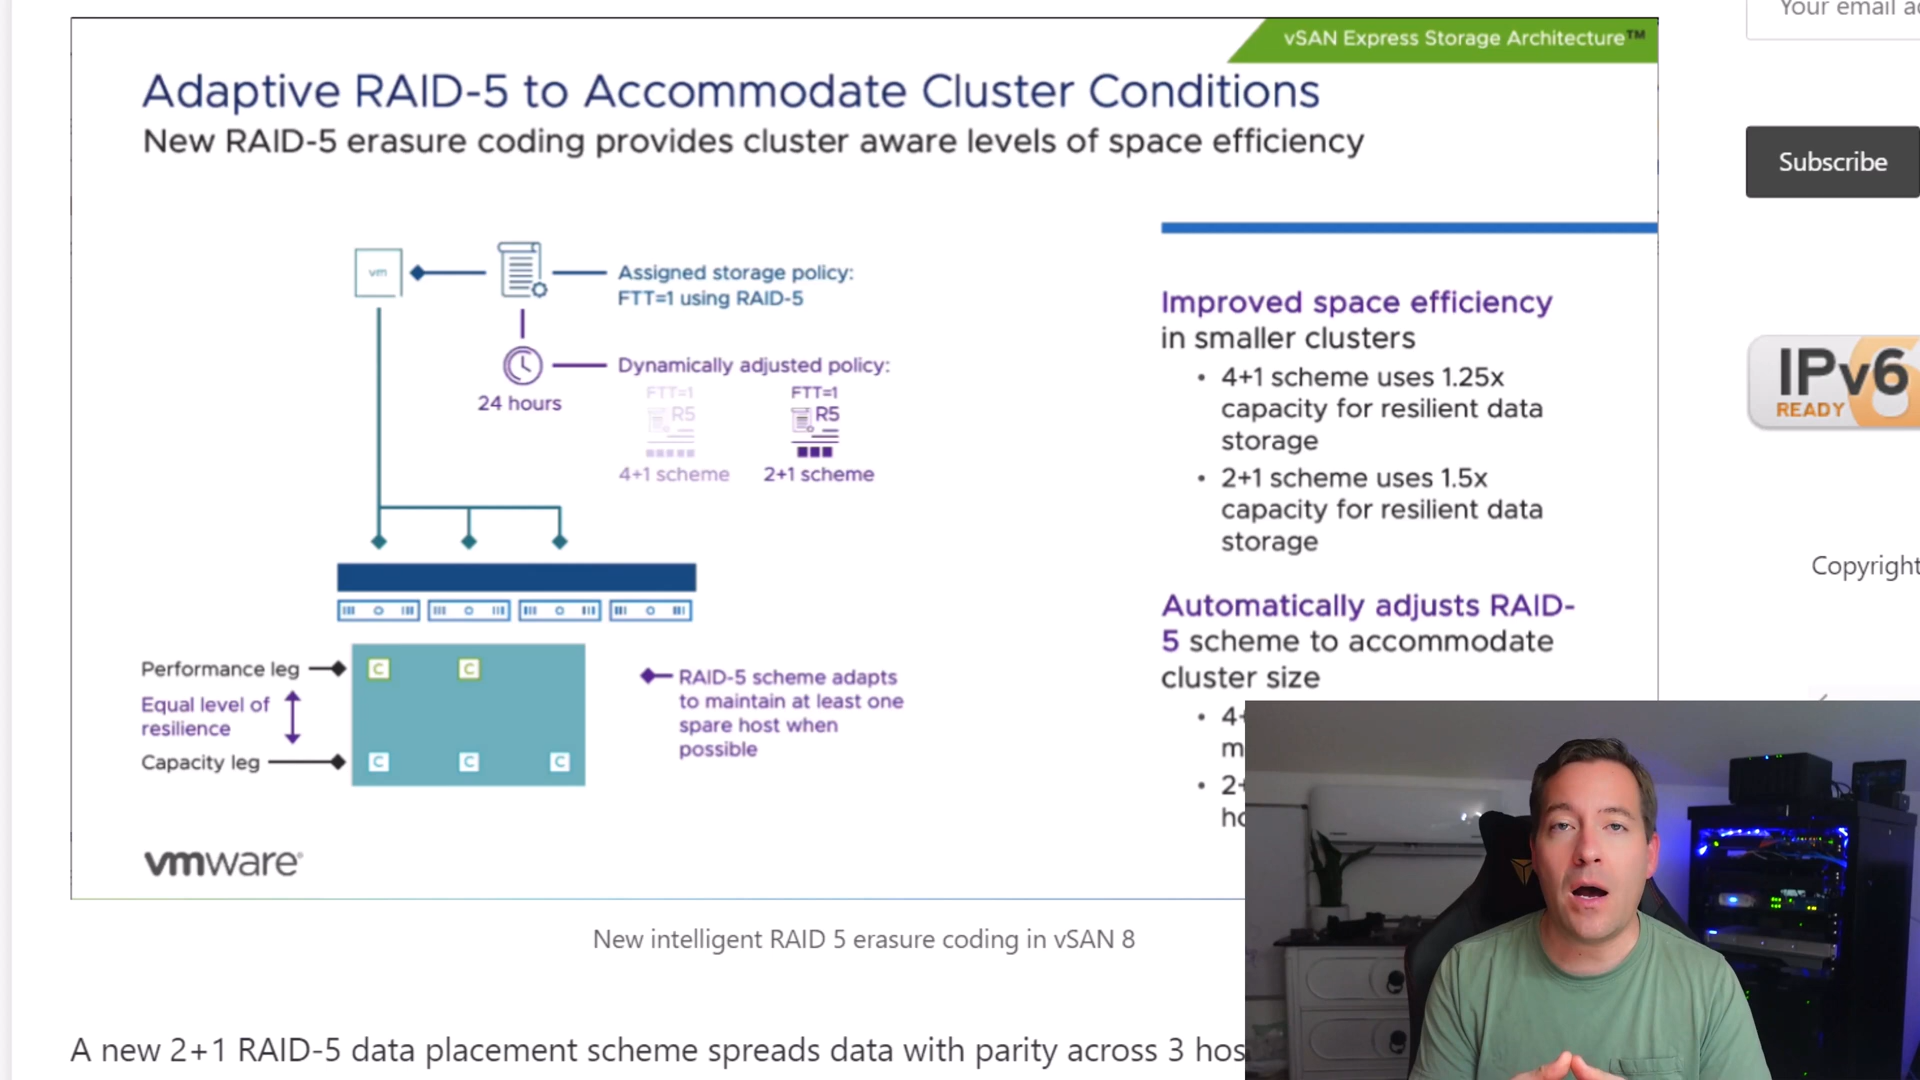 Your email a
vSAN Express Storage Architecture™
Adaptive RAID-5 to Accommodate Cluster Conditions
New RAID-5 erasure coding provides cluster aware levels of space efficiency
Subscribe
vm
Assigned storage policy:
FTT=1 using RAID-5
24 hours
Dynamically adjusted policy:
FTT=1
R5
4+1 scheme
FTT=1
R5
2+1 scheme
Performance leg
Equal level of
resilience
Capacity leg
C C
C C C
RAID-5 scheme adapts
to maintain at least one
spare host when
possible
Improved space efficiency
in smaller clusters
• 4+1 scheme uses 1.25x
capacity for resilient data
storage
• 2+1 scheme uses 1.5x
capacity for resilient data
storage
Automatically adjusts RAID-
5 scheme to accommodate
cluster size
• 4
m
• 2
ho
vmware®
IPv6
READY
Copyright
New intelligent RAID 5 erasure coding in vSAN 8
A new 2+1 RAID-5 data placement scheme spreads data with parity across 3 hos